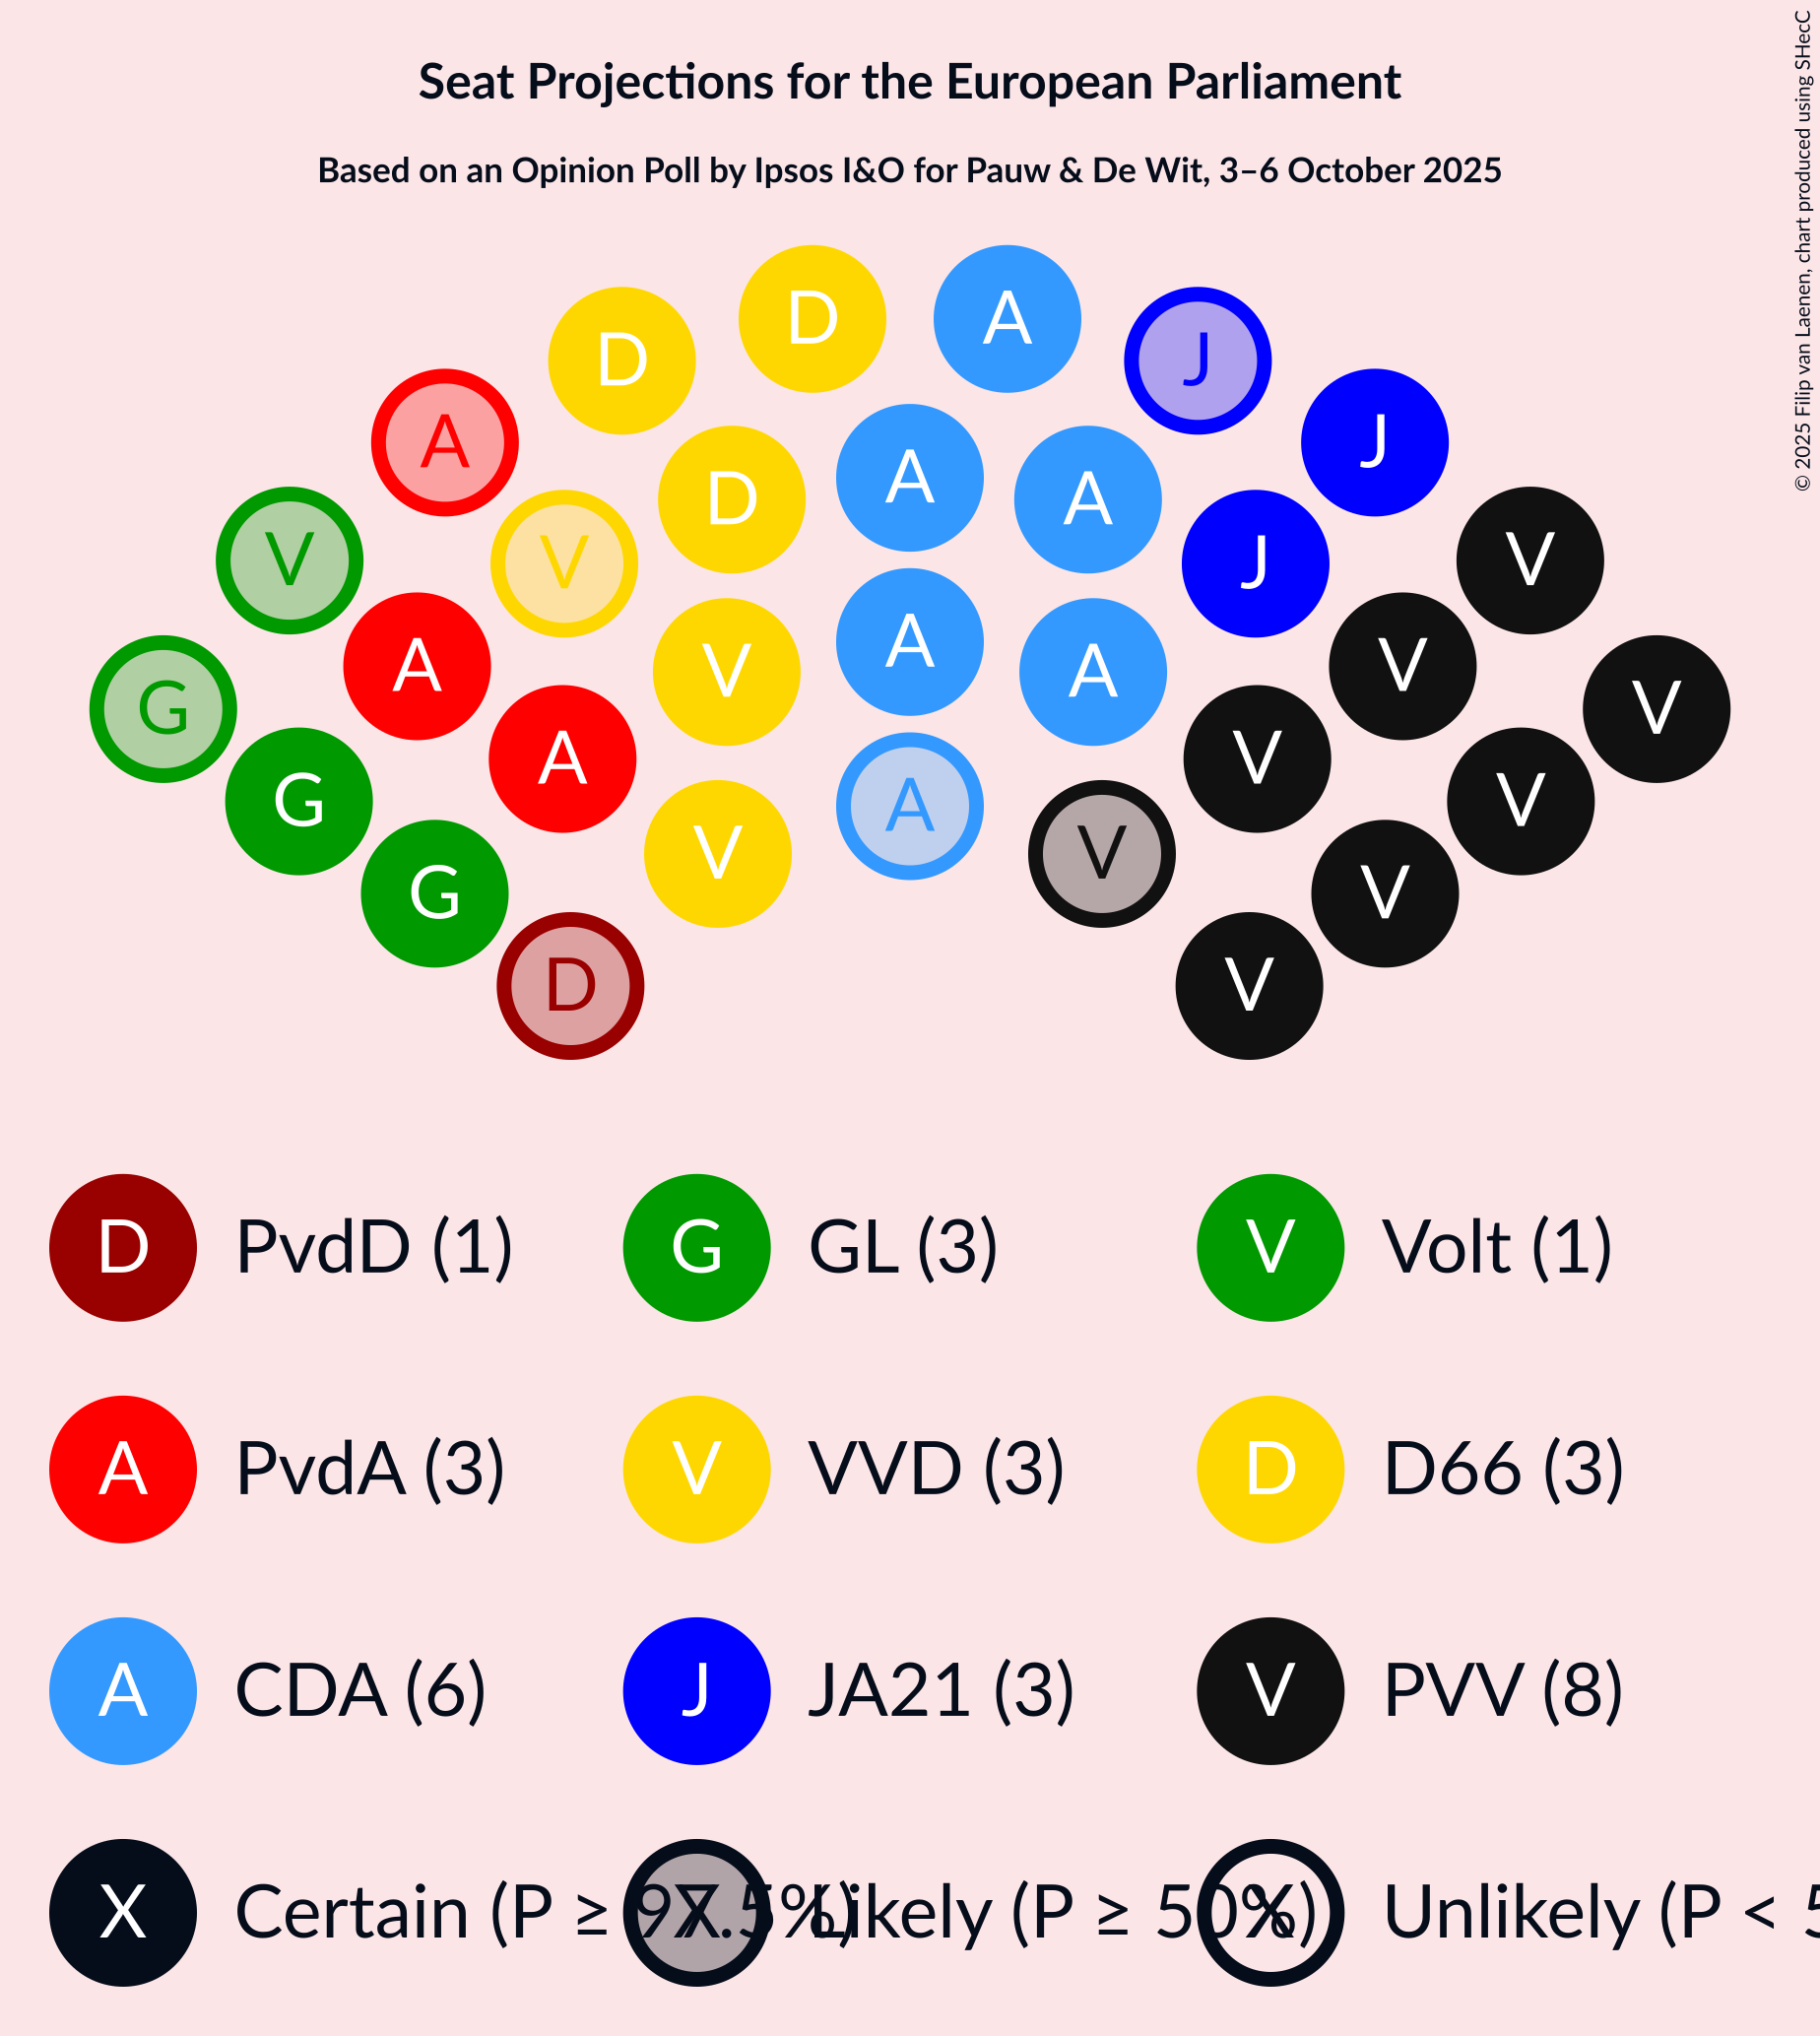 Seat Projections for the European Parliament
Based on an Opinion Poll by Ipsos I&O for Pauw & De Wit, 3–6 October 2025
© 2025 Filip van Laenen, chart produced using SHecC
D A
D J
A J
A
D A
V V
V J
V
A V
G A
V A
G V
A V
G A
V V
V V
G V
D V
D PvdD (1) G GL (3) V Volt (1)
A PvdA (3) V VVD (3) D D66 (3)
A CDA (6) J JA21 (3) V PVV (8)
X Certain (P ≥ 97.5%) X Likely (P ≥ 50%) X Unlikely (P < 5